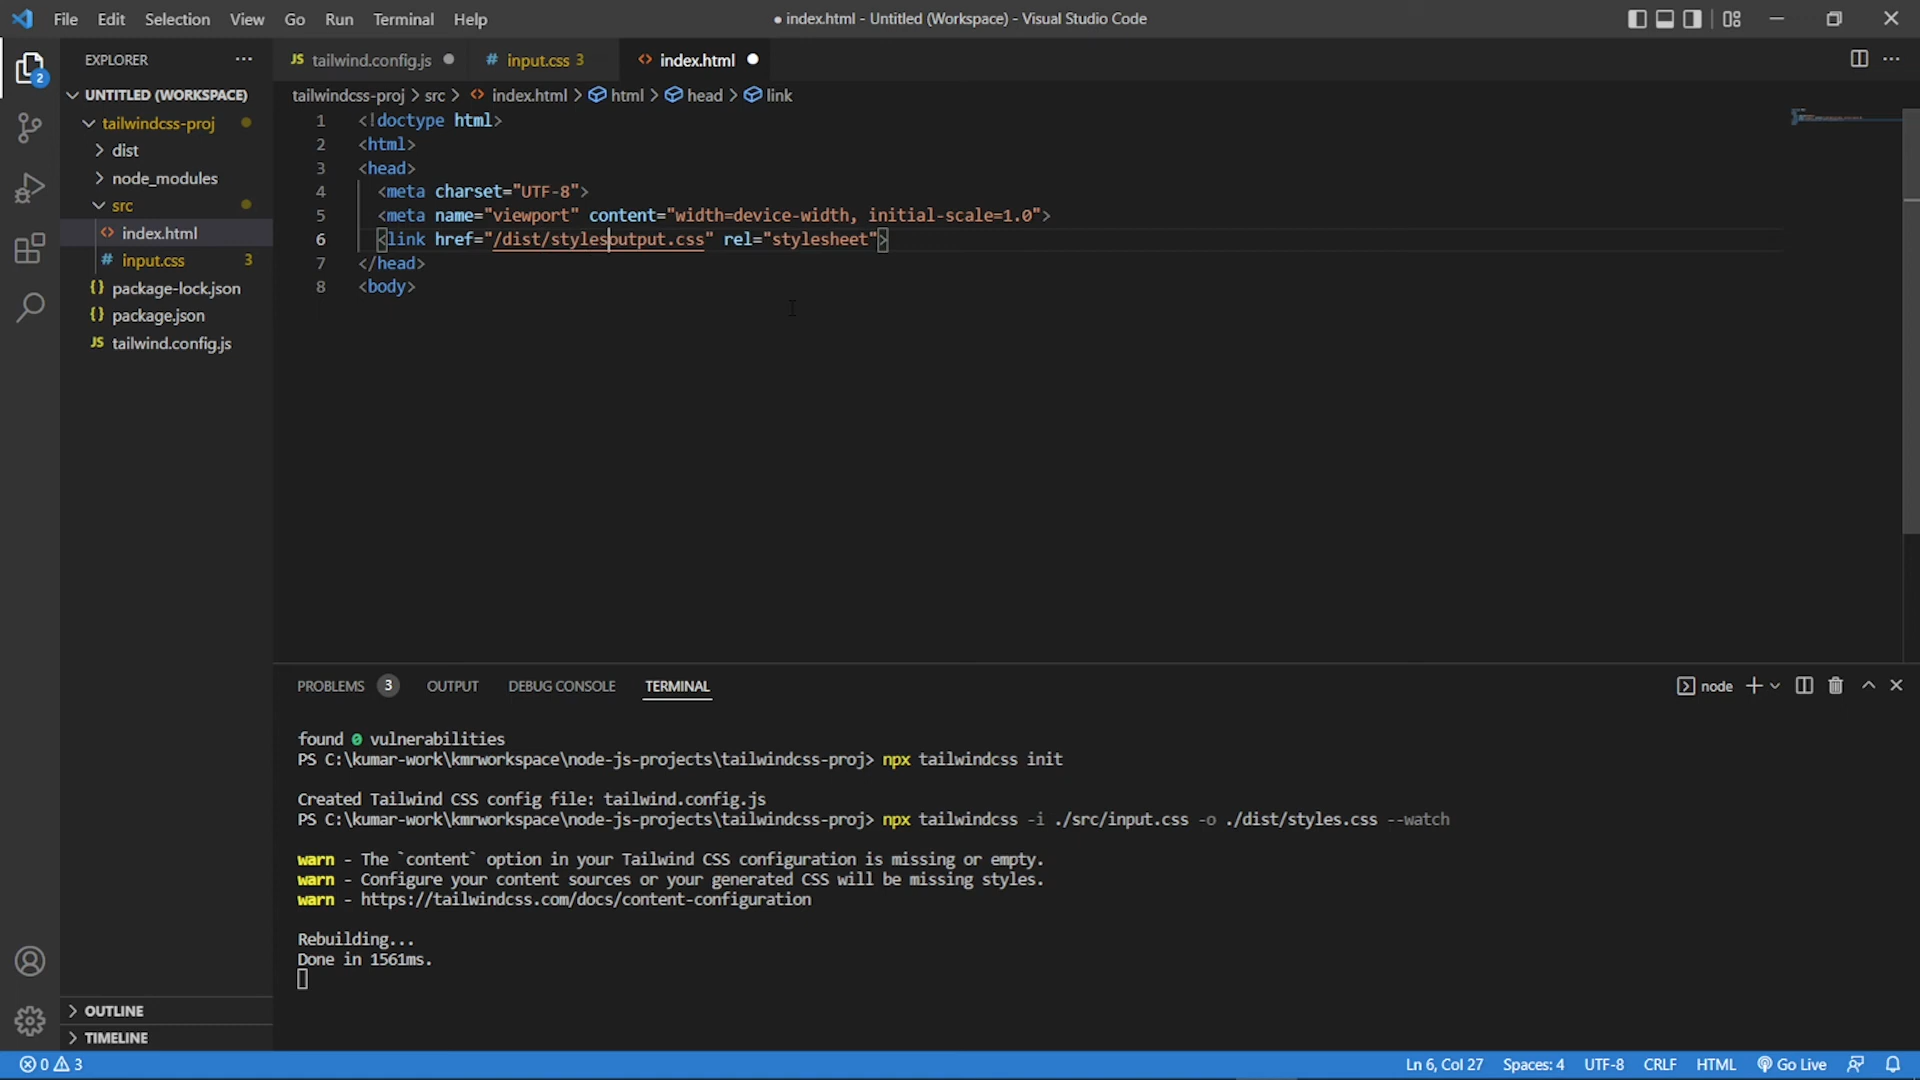 File Edit Selection View Go Run Terminal Help
● index.html - Untitled (Workspace) - Visual Studio Code
2
EXPLORER ...
UNTITLED (WORKSPACE)
tailwindcss-proj
dist
node_modules
src
<> index.html
# input.css 3
{} package-lock.json
{} package.json
JS tailwind.config.js
OUTLINE
TIMELINE
JS tailwind.config.js ●
# input.css 3
<> index.html ●
tailwindcss-proj > src > <> index.html > html > head > link
1 <!doctype html>
2 <html>
3 <head>
4 <meta charset="UTF-8">
5 <meta name="viewport" content="width=device-width, initial-scale=1.0">
6 <link href="/dist/stylesoutput.css" rel="stylesheet">
7 </head>
8 <body>
PROBLEMS 3 OUTPUT DEBUG CONSOLE TERMINAL
node
found 0 vulnerabilities
PS C:\kumar-work\kmrworkspace\node-js-projects\tailwindcss-proj> npx tailwindcss init
Created Tailwind CSS config file: tailwind.config.js
PS C:\kumar-work\kmrworkspace\node-js-projects\tailwindcss-proj> npx tailwindcss -i ./src/input.css -o ./dist/styles.css --watch
warn - The `content` option in your Tailwind CSS configuration is missing or empty.
warn - Configure your content sources or your generated CSS will be missing styles.
warn - https://tailwindcss.com/docs/content-configuration
Rebuilding...
Done in 1561ms.
0 3
Ln 6, Col 27 Spaces: 4 UTF-8 CRLF HTML Go Live